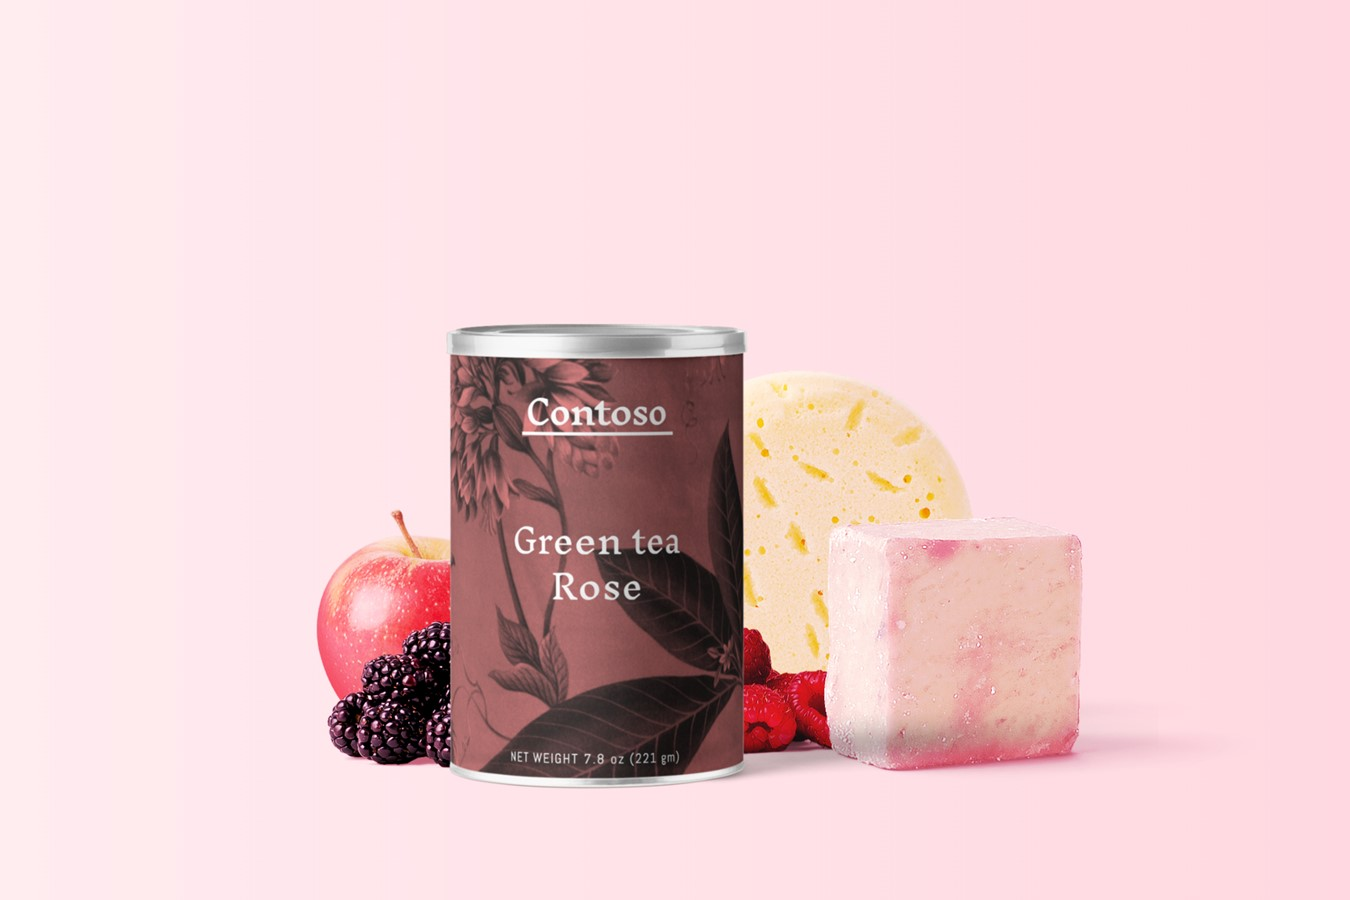 Contoso
Green tea
Rose
NET WEIGHT 7.8 oz (221 gm)